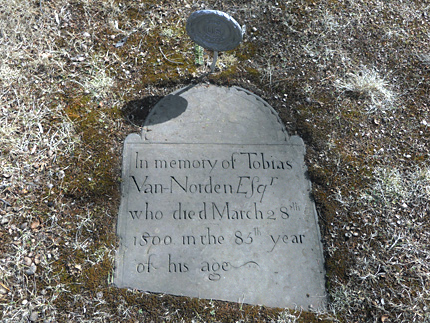 In memory of Tobias
Van-Norden Esqr
who died March 28th
1800 in the 85th year
of his age